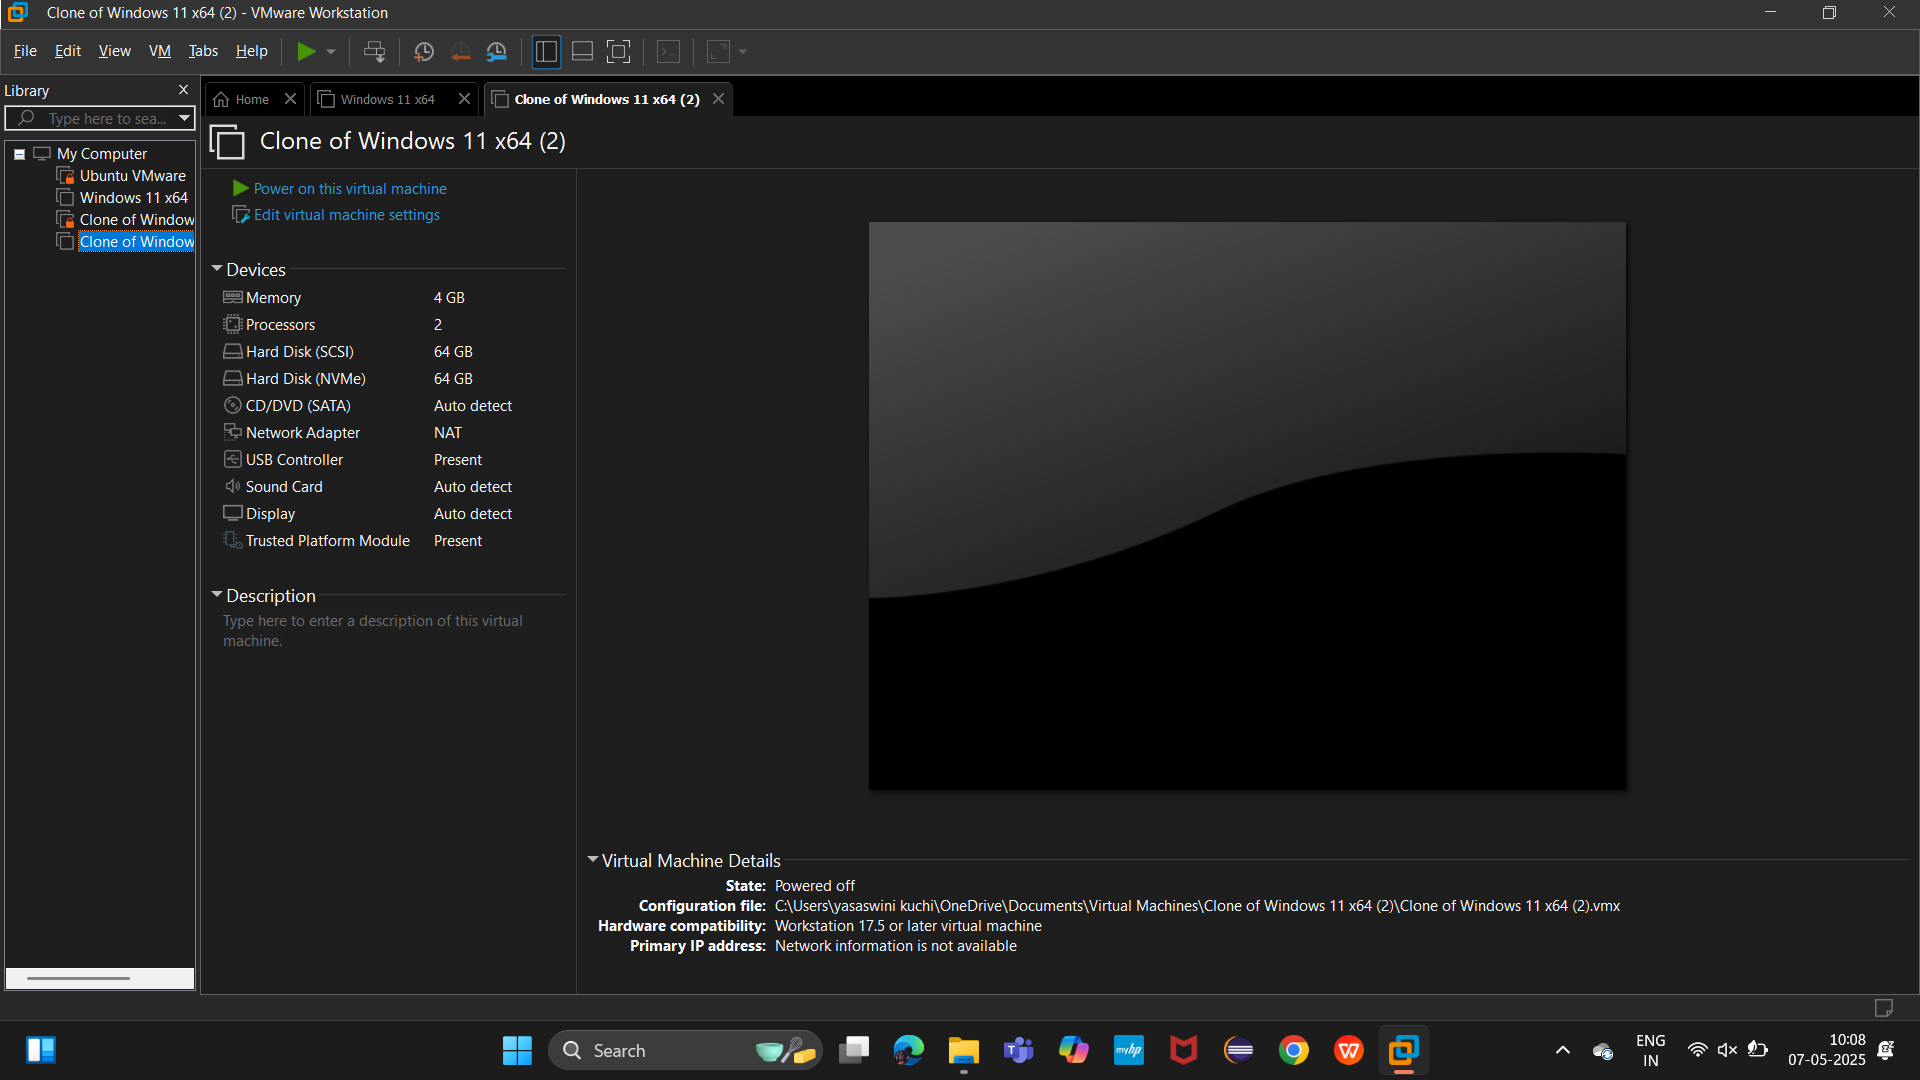 Clone of Windows 11 x64 (2) - VMware Workstation
File Edit View VM Tabs Help
Library
Type here to sea...
My Computer
Ubuntu VMware
Windows 11 x64
Clone of Window
Clone of Window
Home
Windows 11 x64
Clone of Windows 11 x64 (2)
Clone of Windows 11 x64 (2)
Power on this virtual machine
Edit virtual machine settings
Devices
Memory 4 GB
Processors 2
Hard Disk (SCSI) 64 GB
Hard Disk (NVMe) 64 GB
CD/DVD (SATA) Auto detect
Network Adapter NAT
USB Controller Present
Sound Card Auto detect
Display Auto detect
Trusted Platform Module Present
Description
Type here to enter a description of this virtual
machine.
Virtual Machine Details
State: Powered off
Configuration file: C:\Users\yasaswini kuchi\OneDrive\Documents\Virtual Machines\Clone of Windows 11 x64 (2)\Clone of Windows 11 x64 (2).vmx
Hardware compatibility: Workstation 17.5 or later virtual machine
Primary IP address: Network information is not available
Search
myhp
W
ENG
IN
10:08
07-05-2025